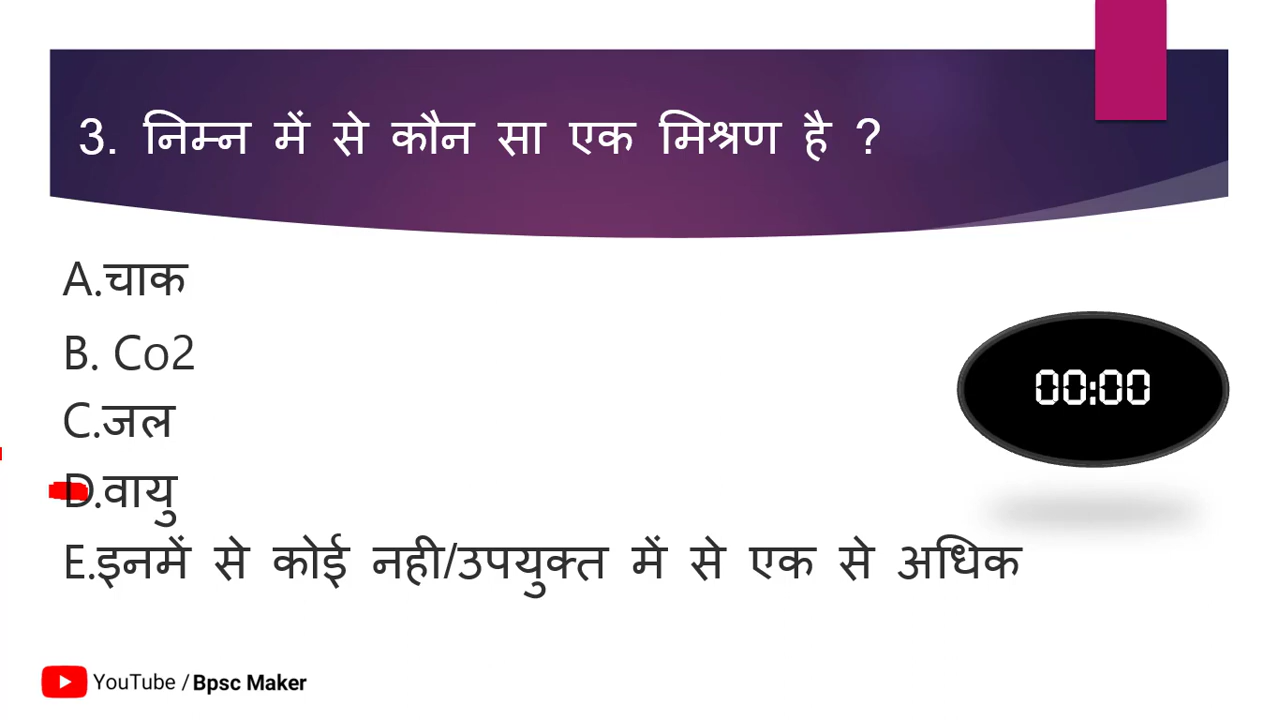 3. निम्न में से कौन सा एक मिश्रण है ?
A.चाक
B. Co2
00:00
C.जल
D.वायु
E.इनमें से कोई नही/उपयुक्त में से एक से अधिक
YouTube / Bpsc Maker